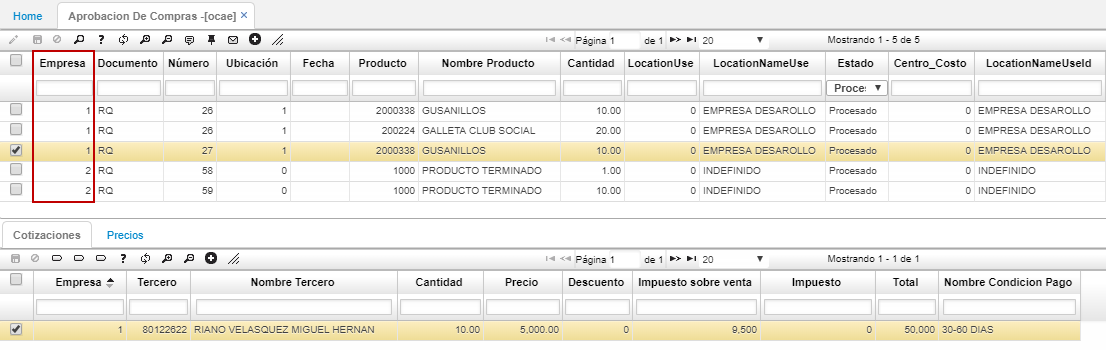 Home Aprobacion De Compras -[ocae] ×
Página 1 de 1 20 Mostrando 1 - 5 de 5
Empresa Documento Número Ubicación Fecha Producto Nombre Producto Cantidad LocationUse LocationNameUse Estado Centro_Costo LocationNameUseId
Proce:
1 RQ 26 1 2000338 GUSANILLOS 10.00 0 EMPRESA DESAROLLO Procesado 0 EMPRESA DESAROLLO
1 RQ 26 1 200224 GALLETA CLUB SOCIAL 20.00 0 EMPRESA DESAROLLO Procesado 0 EMPRESA DESAROLLO
1 RQ 27 1 2000338 GUSANILLOS 10.00 0 EMPRESA DESAROLLO Procesado 0 EMPRESA DESAROLLO
2 RQ 58 0 1000 PRODUCTO TERMINADO 1.00 0 INDEFINIDO Procesado 0 INDEFINIDO
2 RQ 59 0 1000 PRODUCTO TERMINADO 10.00 0 INDEFINIDO Procesado 0 INDEFINIDO
Cotizaciones Precios
Página 1 de 1 20 Mostrando 1 - 1 de 1
Empresa Tercero Nombre Tercero Cantidad Precio Descuento Impuesto sobre venta Impuesto Total Nombre Condicion Pago
1 80122622 RIANO VELASQUEZ MIGUEL HERNAN 10.00 5,000.00 0 9,500 0 50,000 30-60 DIAS